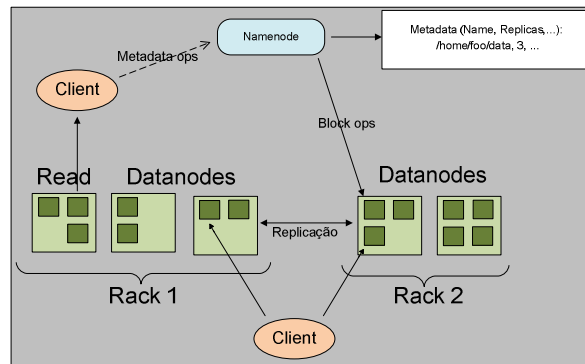 Namenode
Metadata (Name, Replicas,...):
/home/foo/data, 3, ...
Metadata ops
Client
Block ops
Read
Datanodes
Datanodes
Replicação
Rack 1
Rack 2
Client